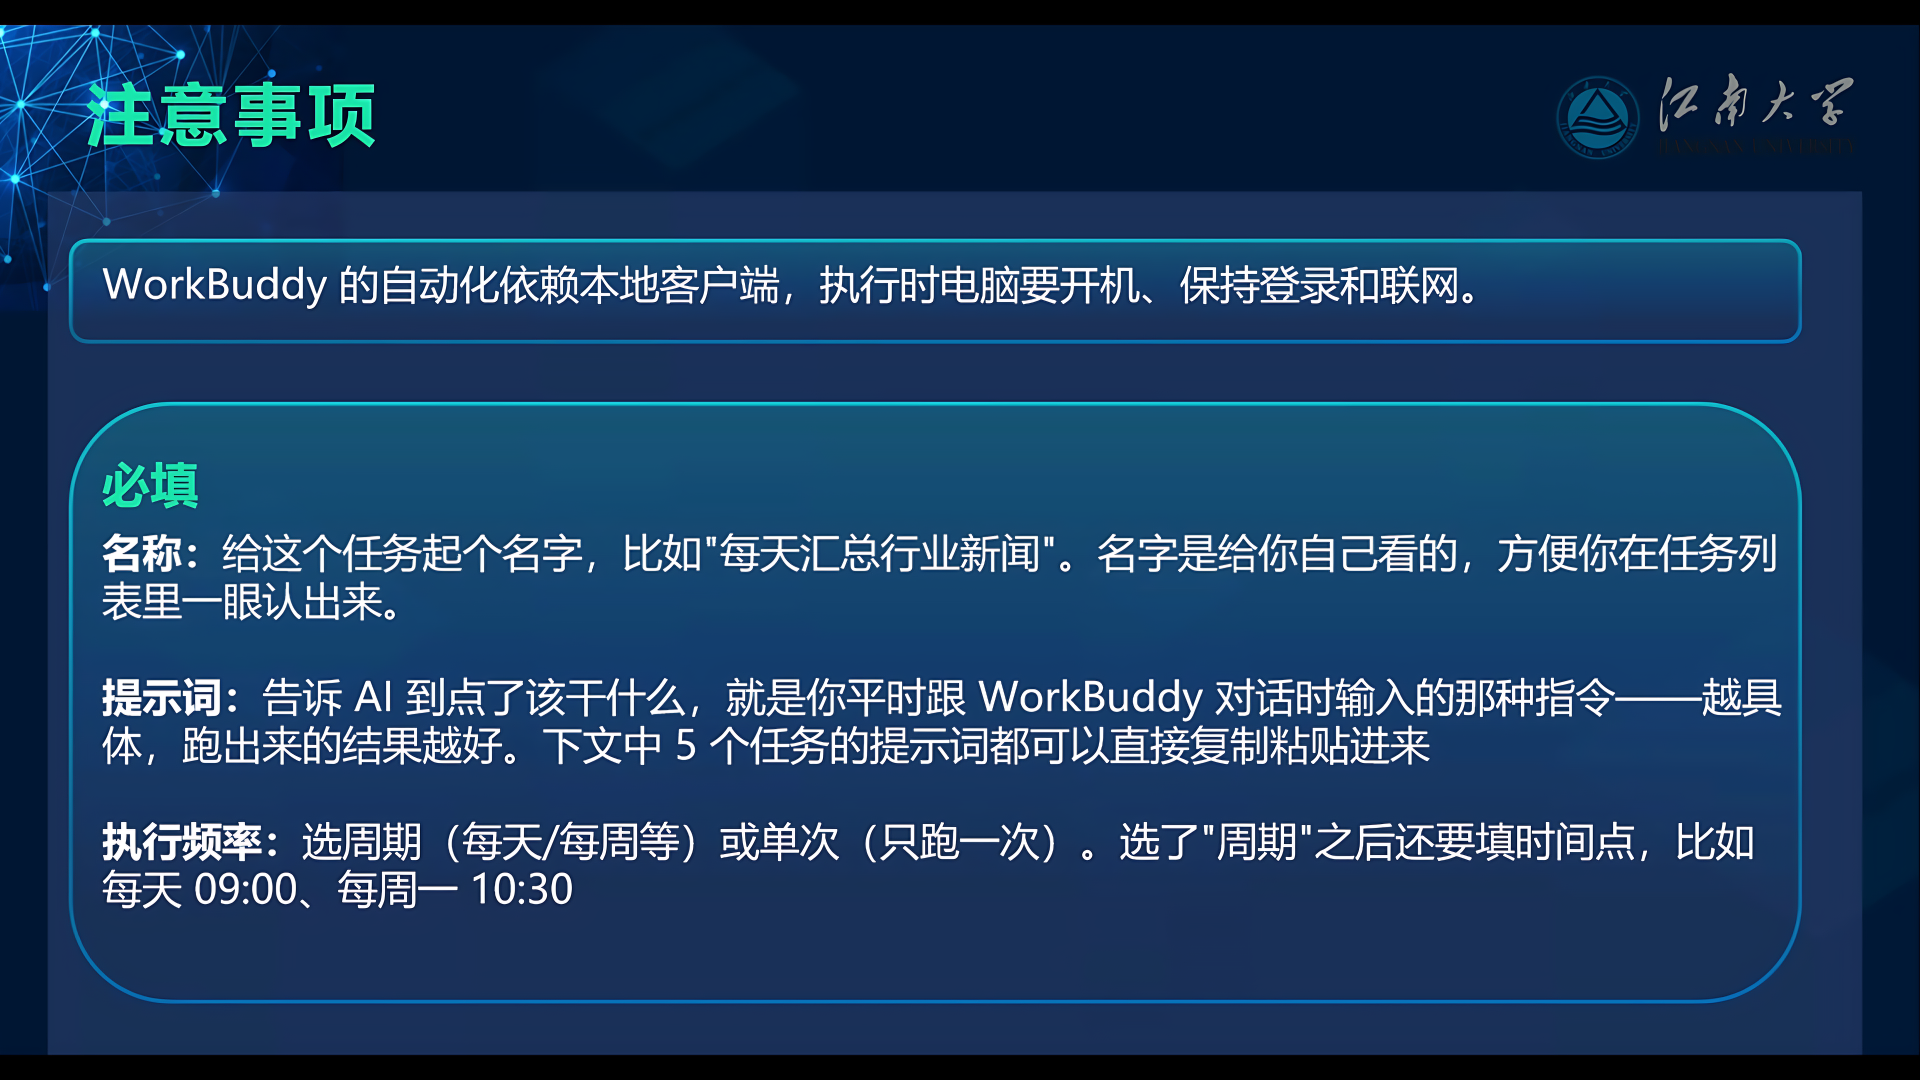 注意事项
江南大学
JIANGNAN UNIVERSITY
WorkBuddy 的自动化依赖本地客户端，执行时电脑要开机、保持登录和联网。
必填
名称：给这个任务起个名字，比如"每天汇总行业新闻"。名字是给你自己看的，方便你在任务列
表里一眼认出来。
提示词：告诉 AI 到点了该干什么，就是你平时跟 WorkBuddy 对话时输入的那种指令——越具
体，跑出来的结果越好。下文中 5 个任务的提示词都可以直接复制粘贴进来
执行频率：选周期（每天/每周等）或单次（只跑一次）。选了"周期"之后还要填时间点，比如
每天 09:00、每周一 10:30